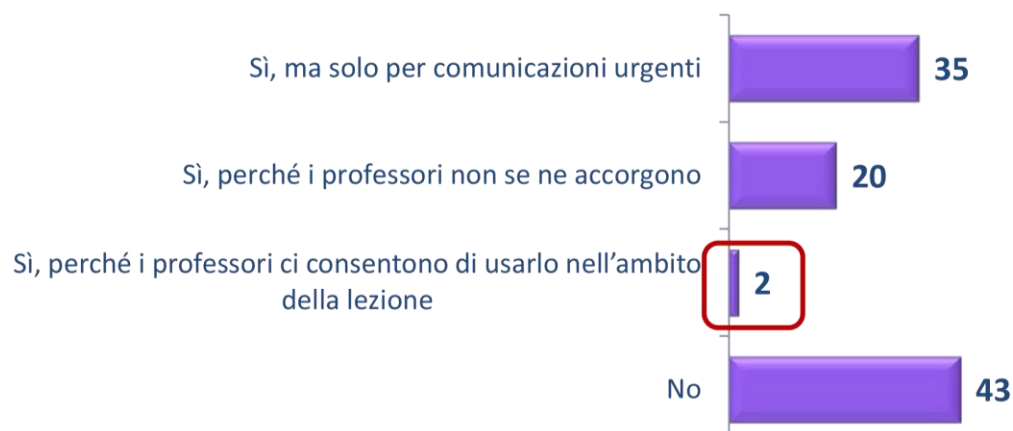 Sì, ma solo per comunicazioni urgenti 35
Sì, perché i professori non se ne accorgono 20
Sì, perché i professori ci consentono di usarlo nell’ambito
della lezione 2
No 43